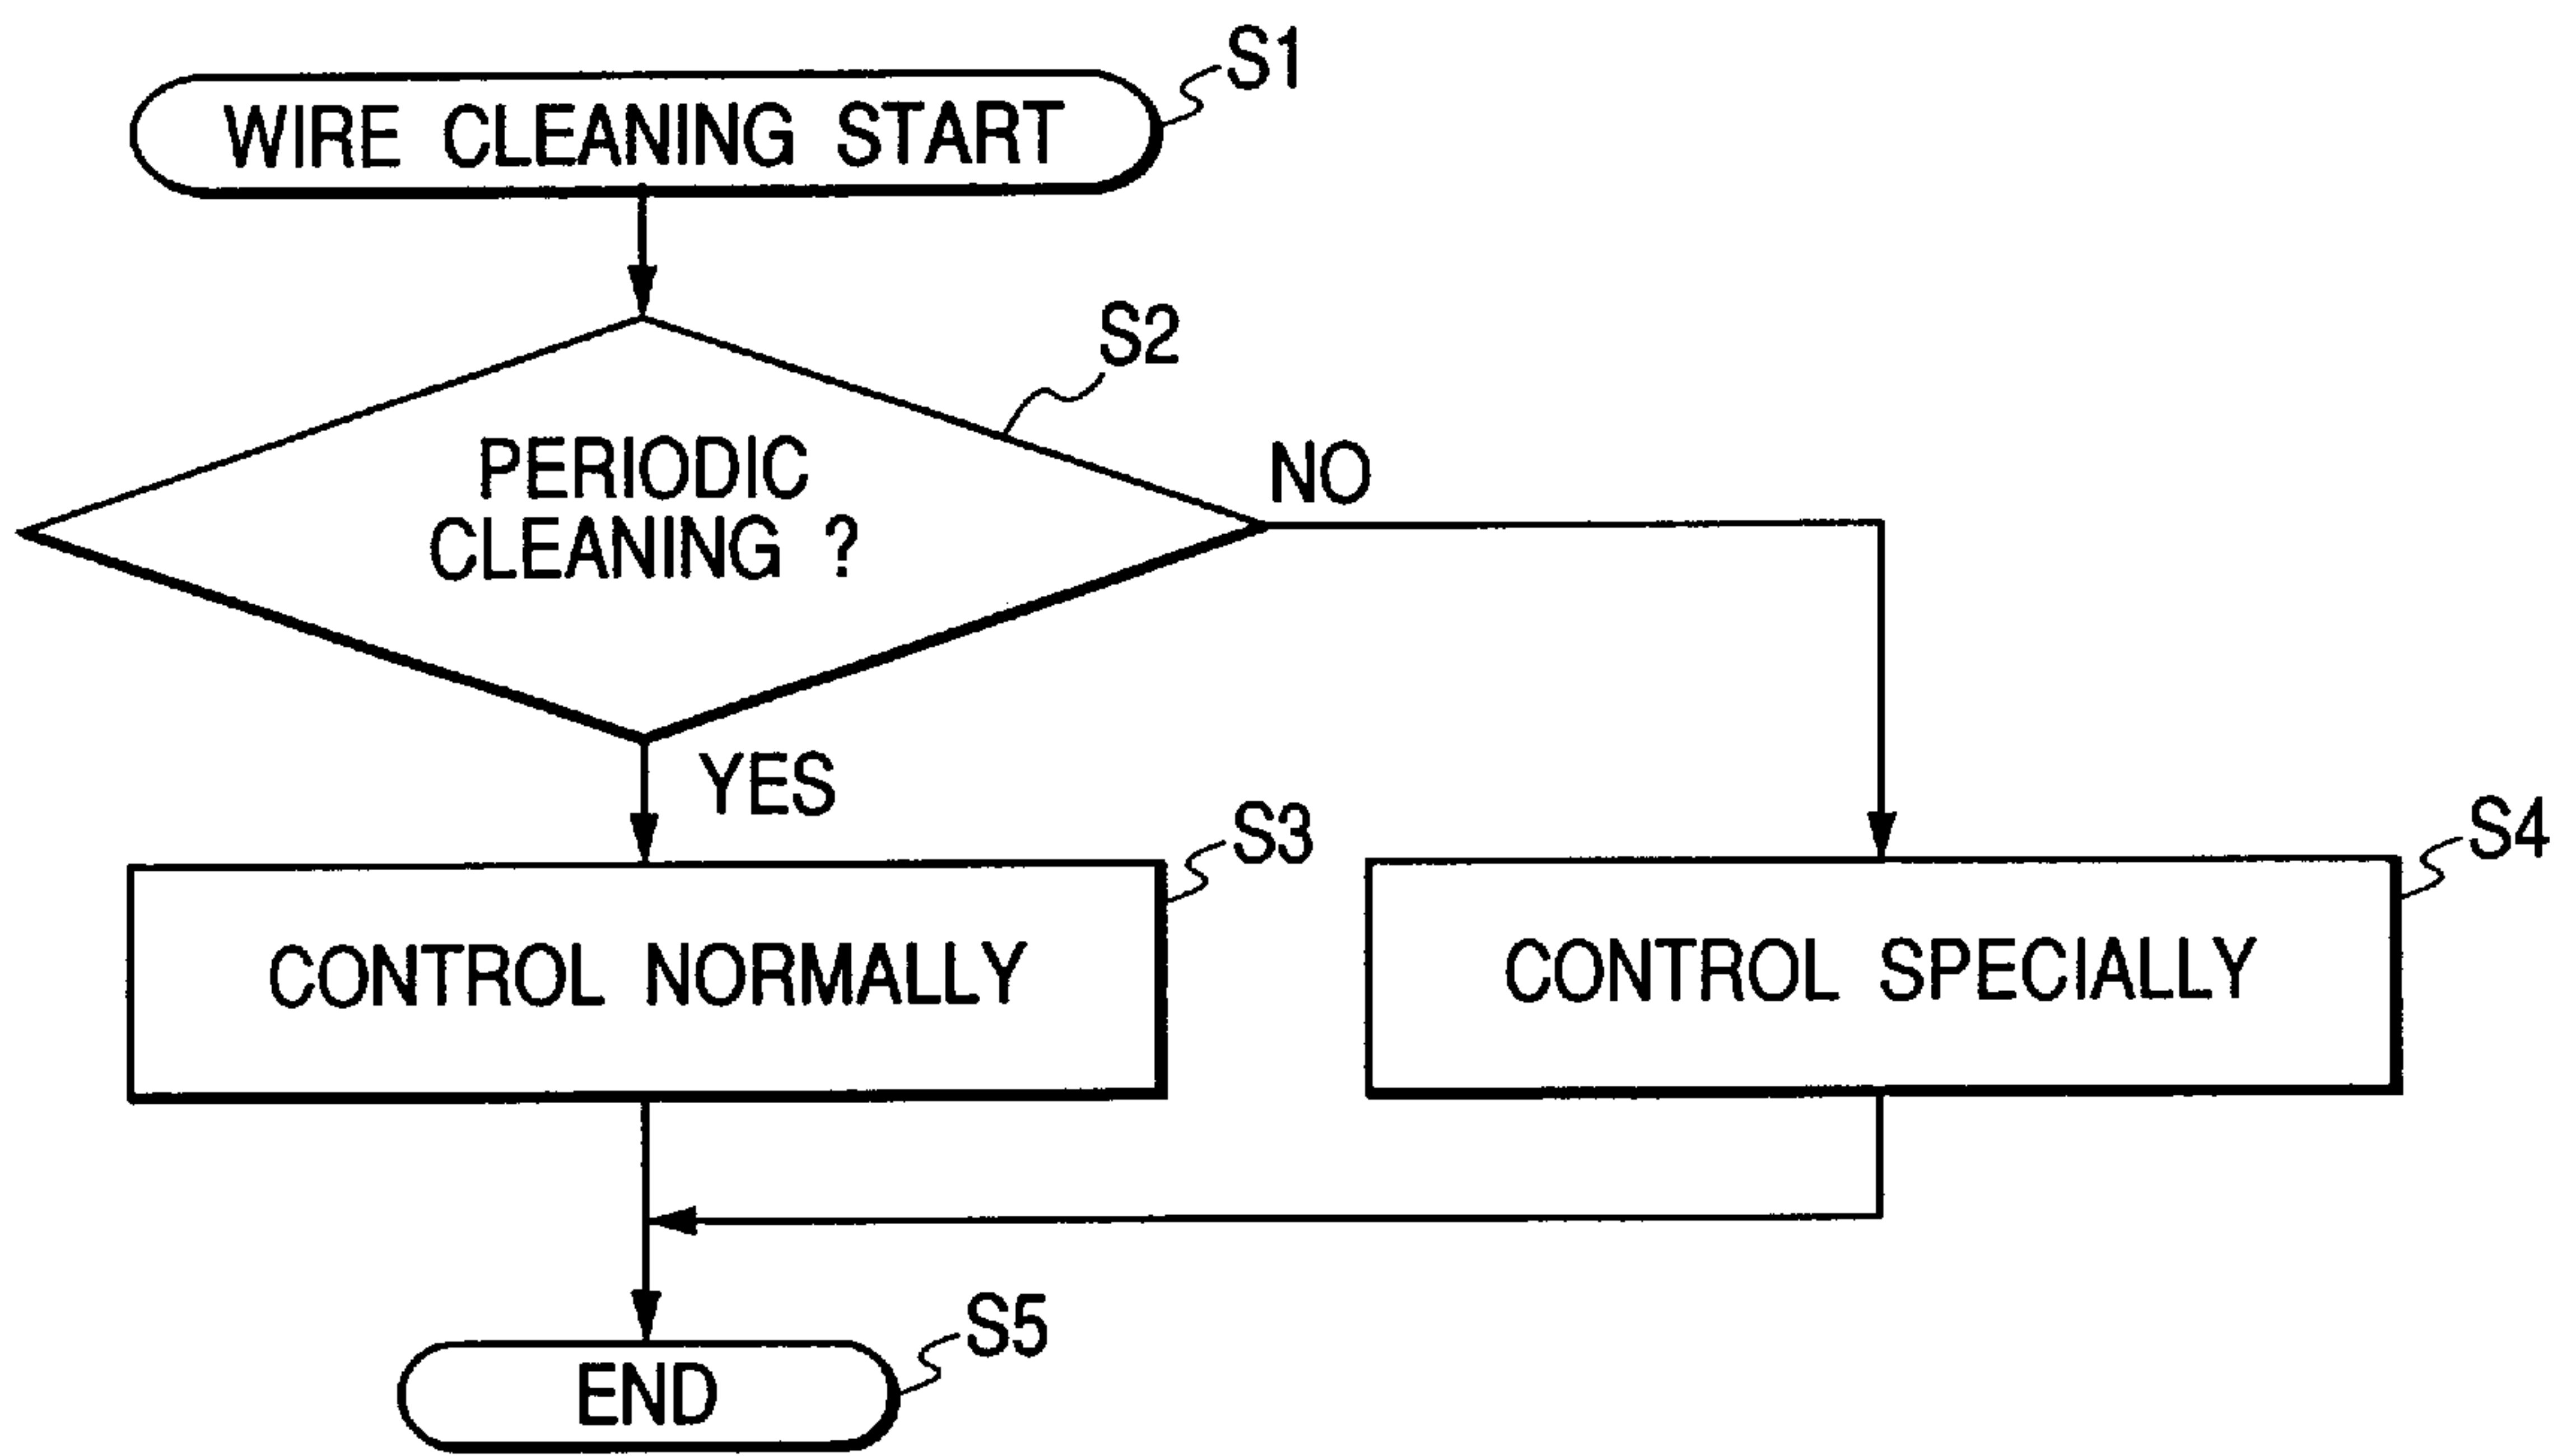 S1
WIRE CLEANING START
S2
PERIODIC
CLEANING ?
NO
YES
S3
CONTROL NORMALLY
S4
CONTROL SPECIALLY
S5
END